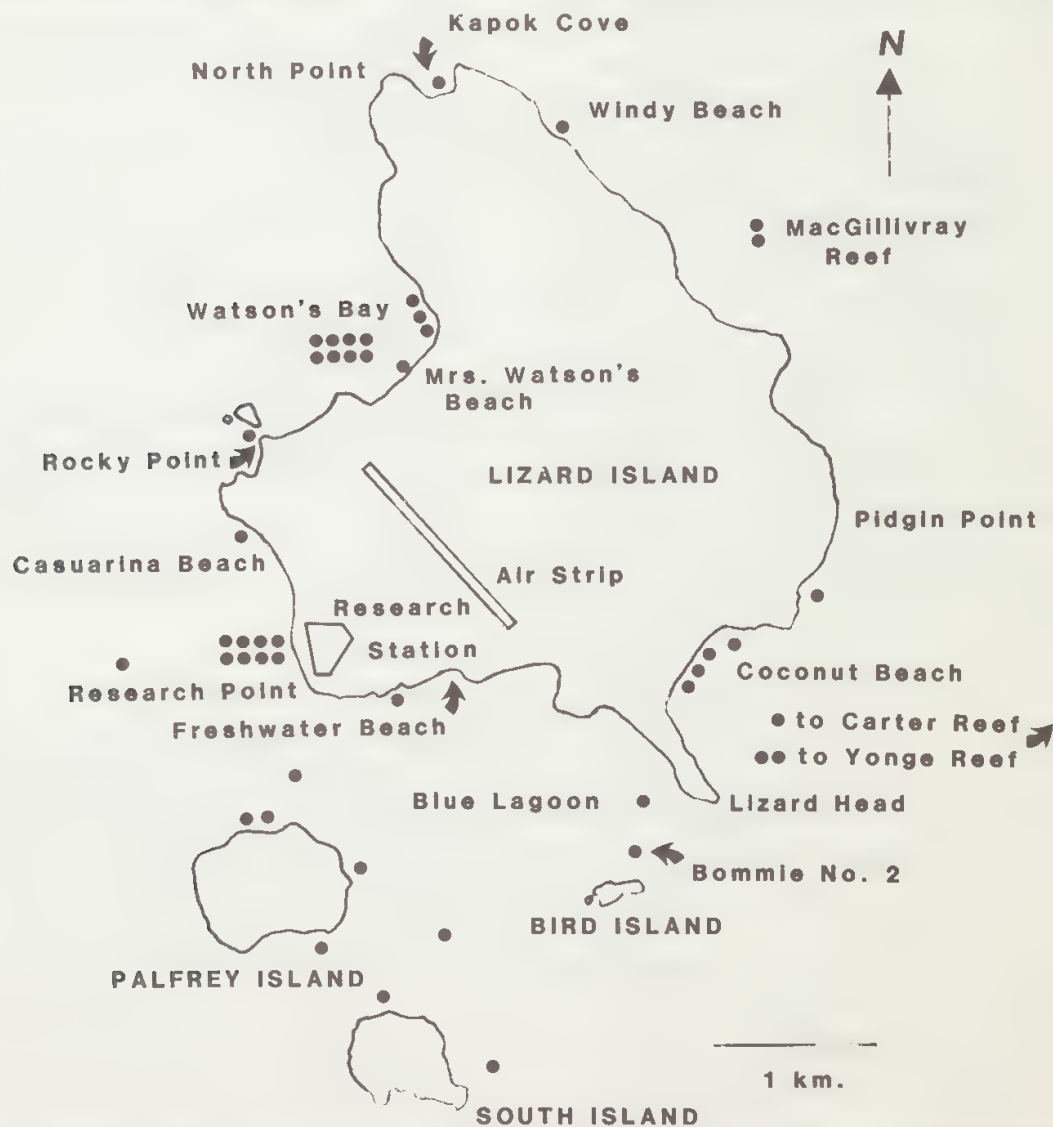 Kapok Cove
N
North Point
Windy Beach
MacGillivray
Reef
Watson's Bay
Mrs. Watson's
Beach
Rocky Point
LIZARD ISLAND
Pidgin Point
Casuarina Beach
Air Strip
Research
Station
Research Point
Coconut Beach
Freshwater Beach
to Carter Reef
to Yonge Reef
Blue Lagoon
Lizard Head
Bommie No. 2
BIRD ISLAND
PALFREY ISLAND
1 km.
SOUTH ISLAND